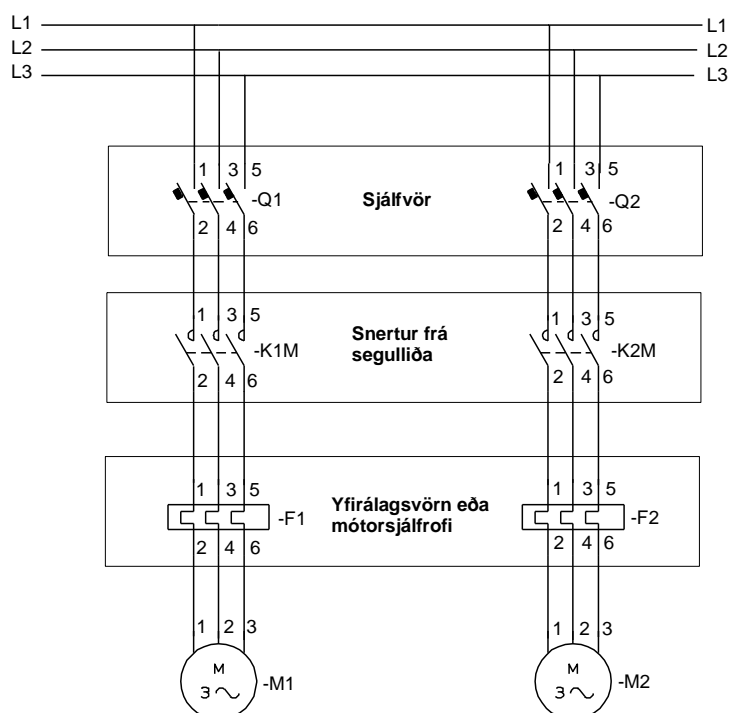 L1 L1
L2 L2
L3 L3
1 3 5 1 3 5
-Q1 Sjálfvör -Q2
2 4 6 2 4 6
1 3 5 1 3 5
Snertur frá
-K1M -K2M
segulliða
2 4 6 2 4 6
1 3 5 1 3 5
Yfirálagsvörn eða
-F1 -F2
mótorsjálfrofi
2 4 6 2 4 6
1 2 3 1 2 3
M M
-M1 -M2
3 3